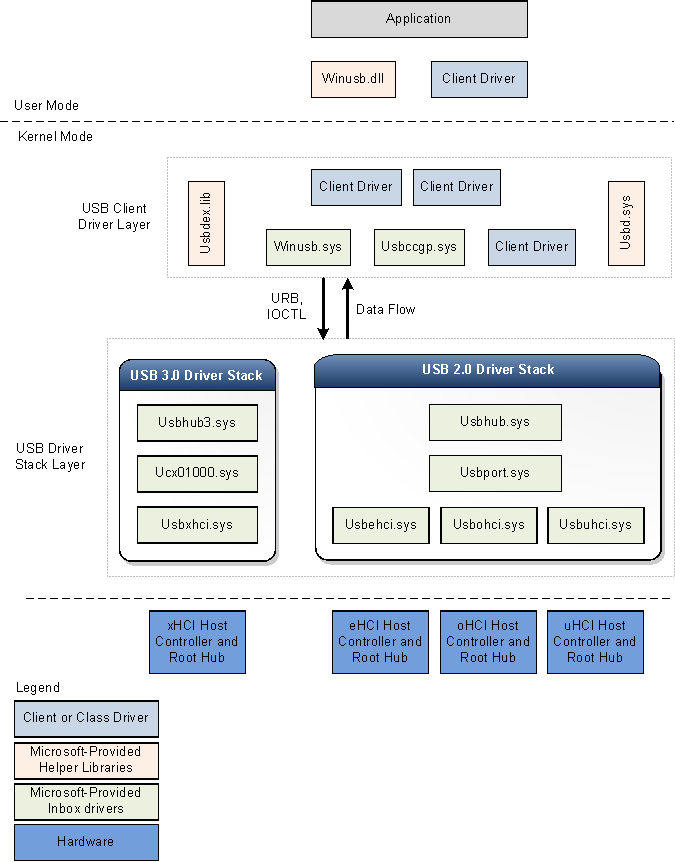 Application
Winusb.dll
Client Driver
User Mode
Kernel Mode
USB Client
Driver Layer
Usbdex.lib
Client Driver
Client Driver
Winusb.sys
Usbccgp.sys
Client Driver
Usbd.sys
URB,
IOCTL
Data Flow
USB Driver
Stack Layer
USB 3.0 Driver Stack
Usbhub3.sys
Ucx01000.sys
Usbxhci.sys
USB 2.0 Driver Stack
Usbhub.sys
Usbport.sys
Usbehci.sys
Usbohci.sys
Usbuhci.sys
xHCI Host
Controller and
Root Hub
eHCI Host
Controller and
Root Hub
oHCI Host
Controller and
Root Hub
uHCI Host
Controller and
Root Hub
Legend
Client or Class Driver
Microsoft-Provided
Helper Libraries
Microsoft-Provided
Inbox drivers
Hardware